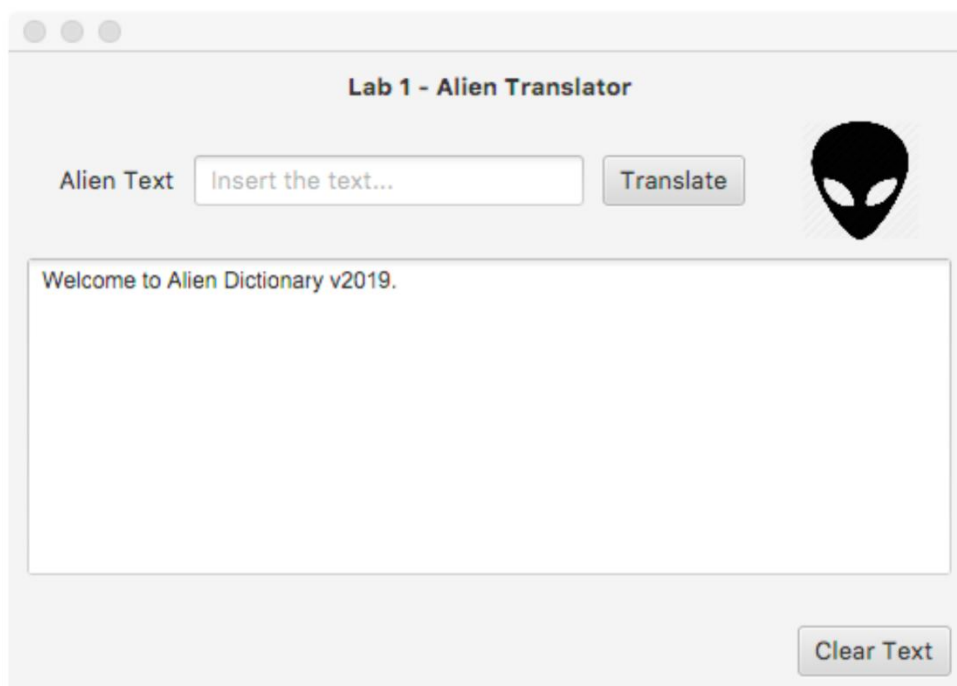 Lab 1 - Alien Translator
Alien Text Insert the text... Translate
Welcome to Alien Dictionary v2019.
Clear Text